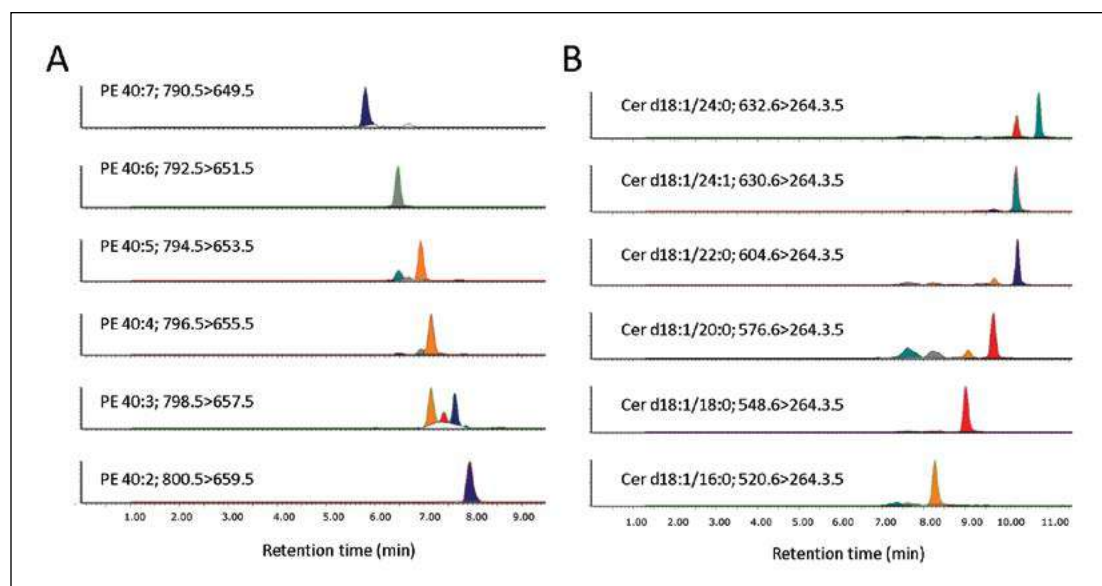 A
PE 40:7; 790.5>649.5
PE 40:6; 792.5>651.5
PE 40:5; 794.5>653.5
PE 40:4; 796.5>655.5
PE 40:3; 798.5>657.5
PE 40:2; 800.5>659.5
1.00 2.00 3.00 4.00 5.00 6.00 7.00 8.00 9.00
Retention time (min)
B
Cer d18:1/24:0; 632.6>264.3.5
Cer d18:1/24:1; 630.6>264.3.5
Cer d18:1/22:0; 604.6>264.3.5
Cer d18:1/20:0; 576.6>264.3.5
Cer d18:1/18:0; 548.6>264.3.5
Cer d18:1/16:0; 520.6>264.3.5
1.00 2.00 3.00 4.00 5.00 6.00 7.00 8.00 9.00 10.00 11.00
Retention time (min)